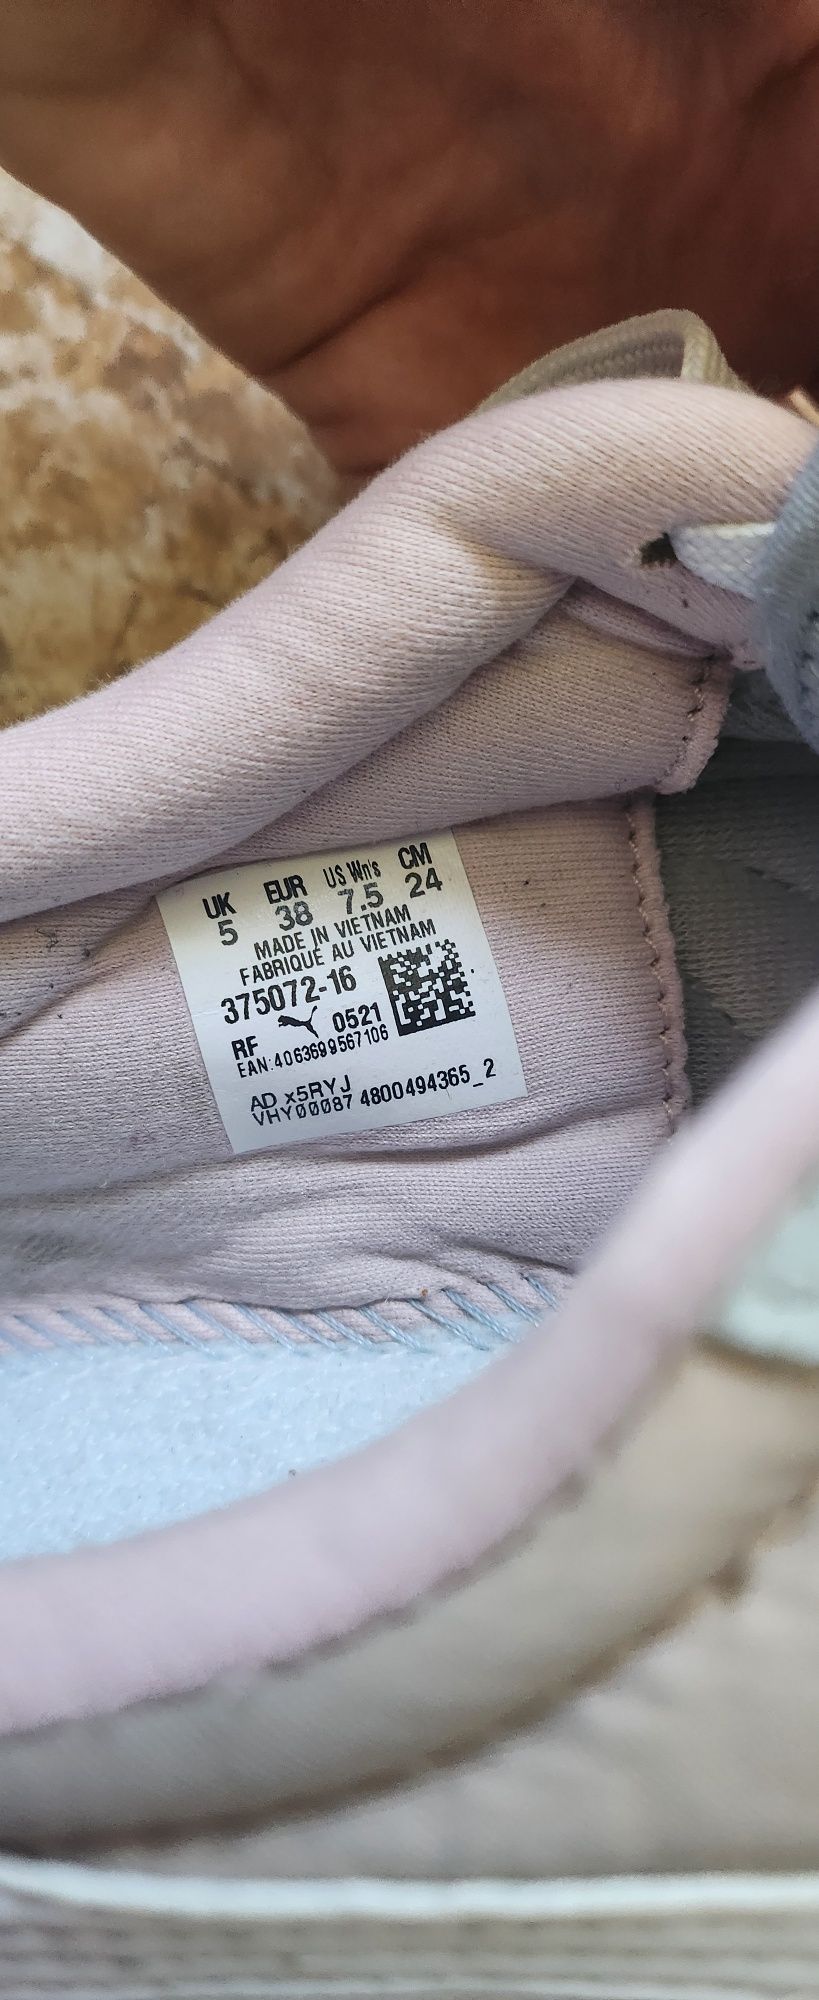 UK EUR US Wn's CM
5 38 7.5 24
MADE IN VIETNAM
FABRIQUÉ AU VIETNAM
375072-16
RF 0521
EAN:4063699567106
AD x5RYJ
VHY00087 4800494365_2